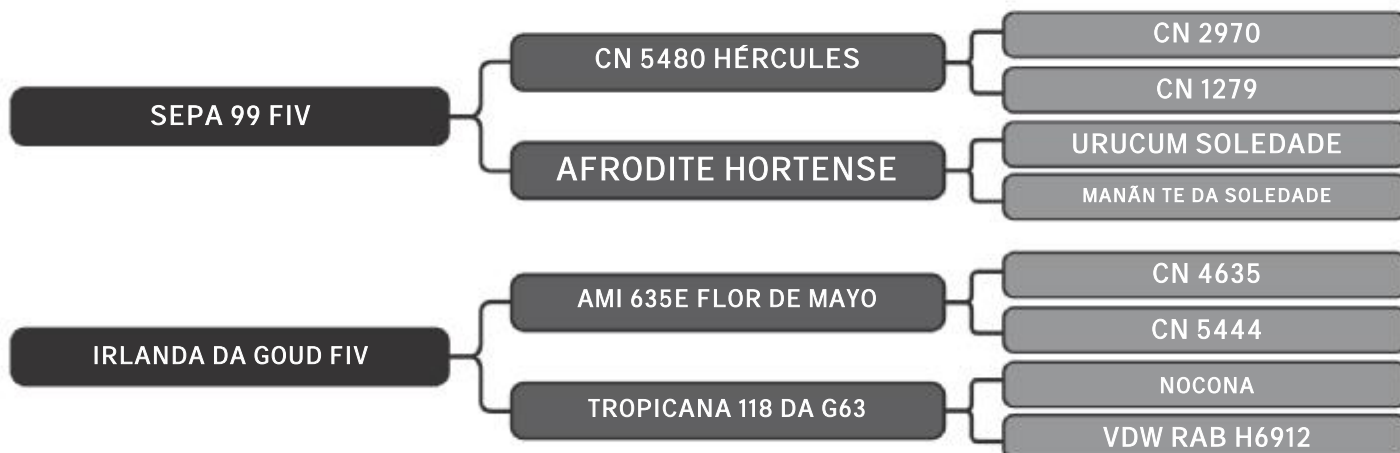 SEPA 99 FIV
CN 5480 HÉRCULES
AFRODITE HORTENSE
CN 2970
CN 1279
URUCUM SOLEDADE
MANÃN TE DA SOLEDADE
IRLANDA DA GOUD FIV
AMI 635E FLOR DE MAYO
TROPICANA 118 DA G63
CN 4635
CN 5444
NOCONA
VDW RAB H6912